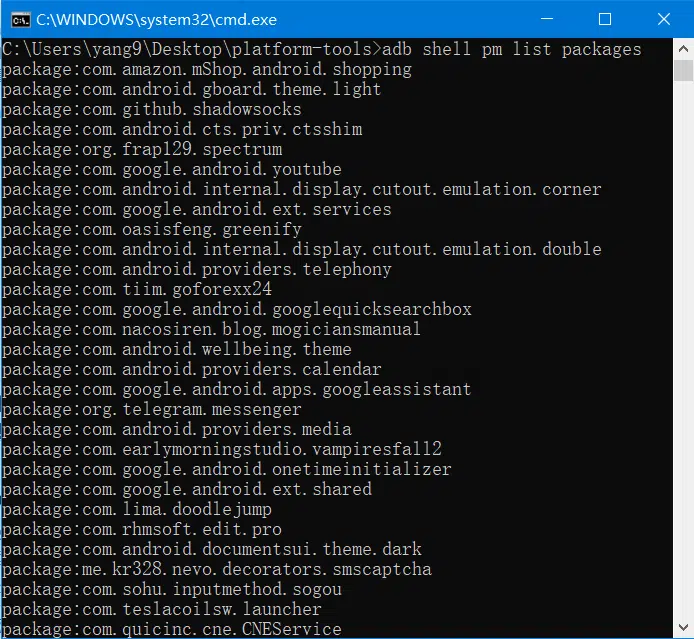 C:\WINDOWS\system32\cmd.exe
C:\Users\yang9\Desktop\platform-tools>adb shell pm list packages
package:com.amazon.mShop.android.shopping
package:com.android.gboard.theme.light
package:com.github.shadowsocks
package:com.android.cts.priv.ctsshim
package:org.frap129.spectrum
package:com.google.android.youtube
package:com.android.internal.display.cutout.emulation.corner
package:com.google.android.ext.services
package:com.oasisfeng.greenify
package:com.android.internal.display.cutout.emulation.double
package:com.android.providers.telephony
package:com.tiim.goforexx24
package:com.google.android.googlequicksearchbox
package:com.nacosiren.blog.mogiciansmanual
package:com.android.wellbeing.theme
package:com.android.providers.calendar
package:com.google.android.apps.googleassistant
package:org.telegram.messenger
package:com.android.providers.media
package:com.earlymorningstudio.vampiresfall2
package:com.google.android.onetimeinitializer
package:com.google.android.ext.shared
package:com.lima.doodlejump
package:com.rhmsoft.edit.pro
package:com.android.documentsui.theme.dark
package:me.kr328.nevo.decorators.smscaptcha
package:com.sohu.inputmethod.sogou
package:com.teslacoilsw.launcher
package:com.quicinc.cne.CNEService